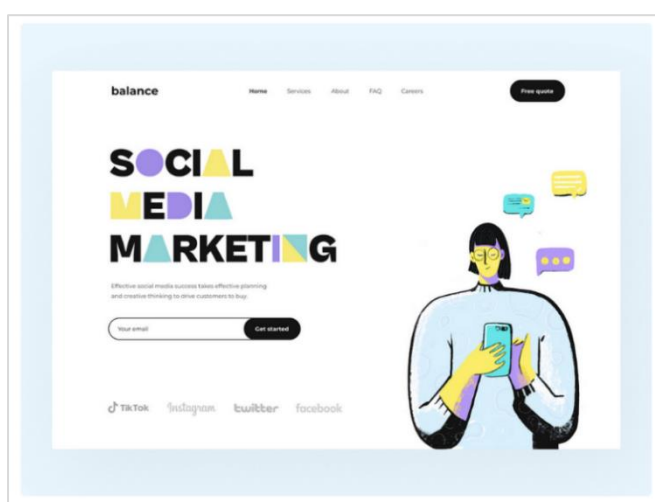 balance
Home Services About FAQ Careers
Free quote
SOCIAL
MEDIA
MARKETING
Effective social media success takes effective planning
and creative thinking to drive customers to buy.
Your email
Get started
TikTok Instagram twitter facebook